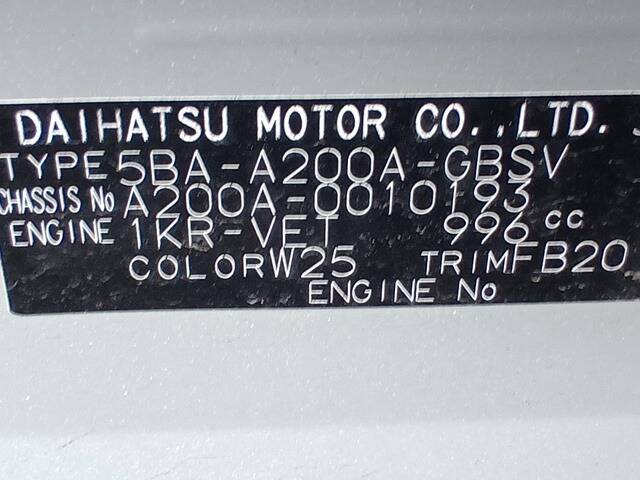 DAIHATSU MOTOR CO.,LTD.
TYPE 5BA-A200A-GBSV
CHASSIS No A200A-0010193
ENGINE 1KR-VET 996 cc
COLOR W25 TRIM FB20
ENGINE No